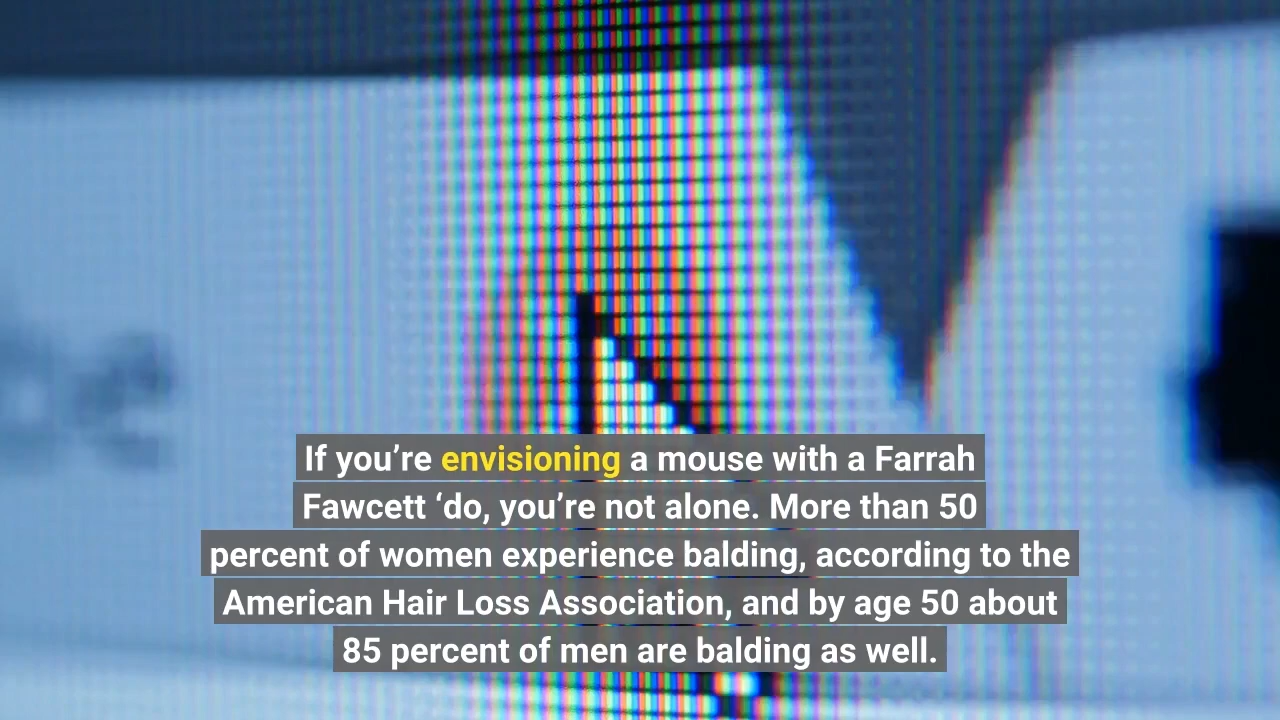 If you’re envisioning a mouse with a Farrah
Fawcett ‘do, you’re not alone. More than 50
percent of women experience balding, according to the
American Hair Loss Association, and by age 50 about
85 percent of men are balding as well.